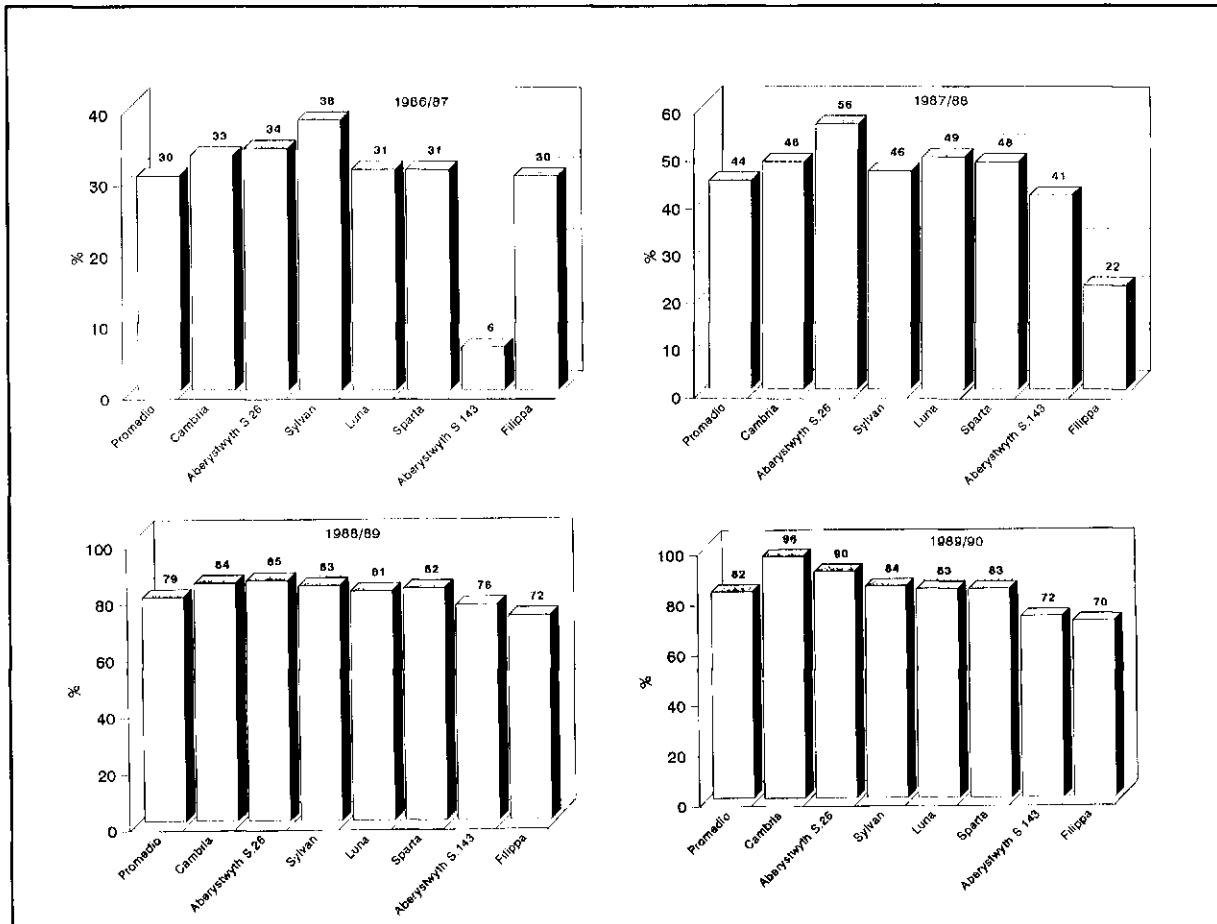 1986/87
40
30
20
10
0
%
30
33
34
38
31
31
6
30
Promedio
Cambria
Aberystwyth S.26
Sylvan
Luna
Sparta
Aberystwyth S 143
Filippa
1987/88
60
50
40
30
20
10
0
%
44
48
56
46
49
48
41
22
Promedio
Cambria
Aberystwyth S.26
Sylvan
Luna
Sparta
Aberystwyth S.143
Filippa
1988/89
100
80
60
40
20
0
%
79
84
85
83
81
82
76
72
Promedio
Cambria
Aberystwyth S.26
Sylvan
Luna
Sparta
Aberystwyth S.143
Filippa
1989/90
100
80
60
40
20
0
%
82
96
90
84
83
83
72
70
Promedio
Cambria
Aberystwyth S.26
Sylvan
Luna
Sparta
Aberystwyth S 143
Filippa